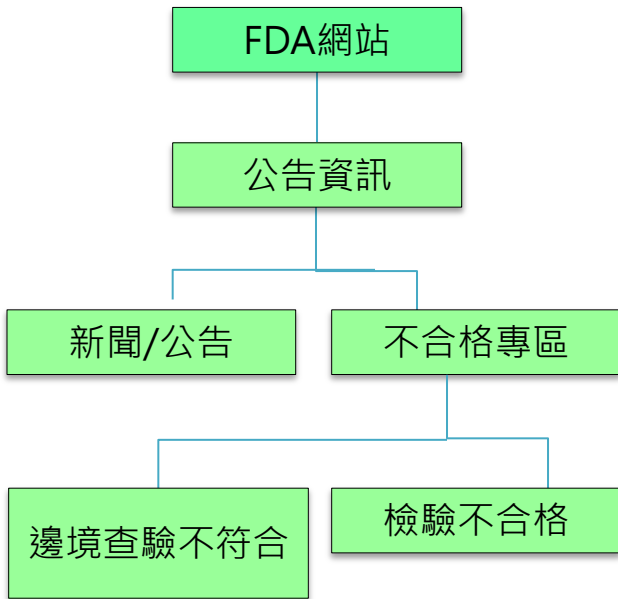 FDA網站
公告資訊
新聞/公告
不合格專區
邊境查驗不符合
檢驗不合格